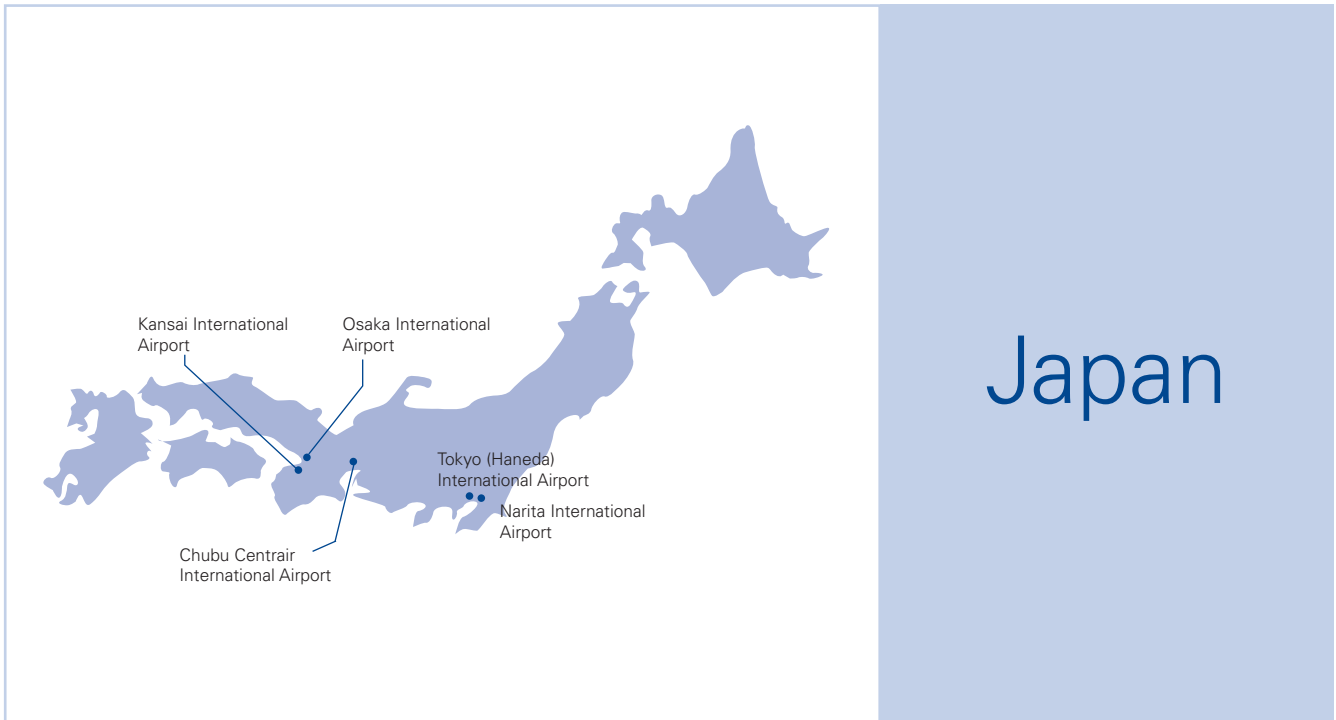 Kansai International
Airport
Osaka International
Airport
Tokyo (Haneda)
International Airport
Narita International
Airport
Chubu Centrair
International Airport
Japan